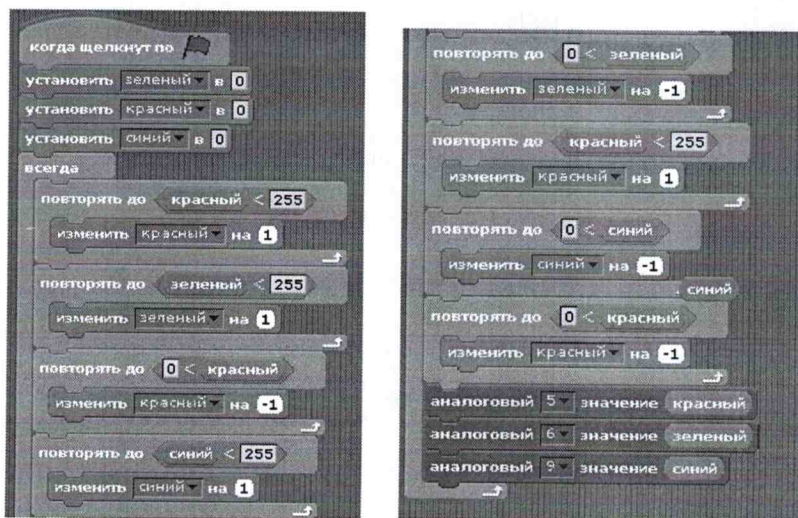 когда щелкнут по
установить зеленый в 0
установить красный в 0
установить синий в 0
всегда
повторять до красный < 255
изменить красный на 1
повторять до зеленый < 255
изменить зеленый на 1
повторять до 0 < красный
изменить красный на -1
повторять до синий < 255
изменить синий на 1
повторять до 0 < зеленый
изменить зеленый на -1
повторять до красный < 255
изменить красный на 1
повторять до 0 < синий
изменить синий на -1
синий
повторять до 0 < красный
изменить красный на -1
аналоговый 5 значение красный
аналоговый 6 значение зеленый
аналоговый 9 значение синий